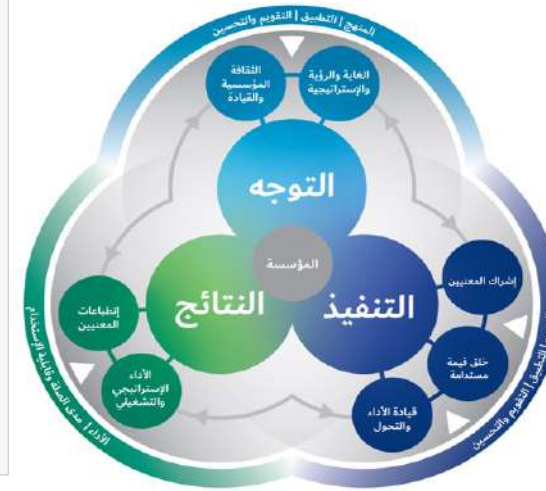 المنهج | التطبيق | التقويم والتحسين
الثقافة
المؤسسية
والقيادة
الغاية والرؤية
والإستراتيجية
التوجه
المؤسسة
النتائج
التنفيذ
إشراك المعنيين
خلق قيمة
مستدامة
قيادة الأداء
والتحول
إنطباعات
المعنيين
الأداء
الإستراتيجي
والتشغيلي
التطبيق | التقويم والتحسين
الأداء | مدى الصلة وقابلية الإستخدام